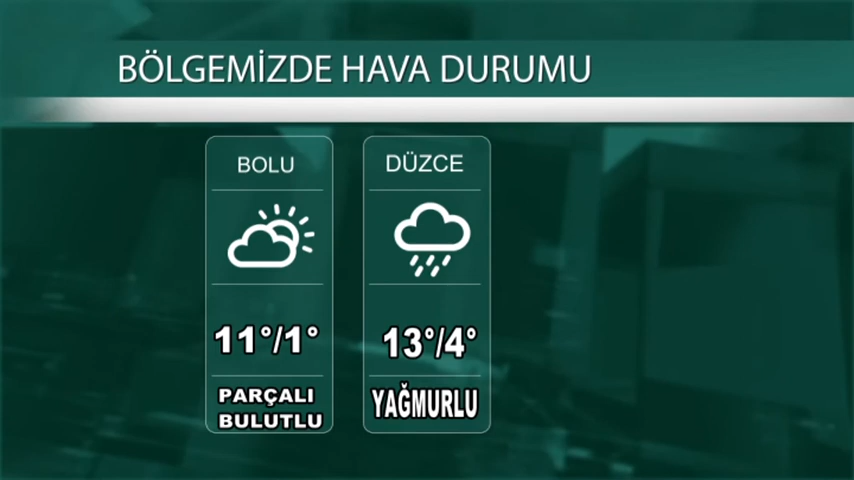 BÖLGEMİZDE HAVA DURUMU
BOLU
11°/1°
PARÇALI
BULUTLU
DÜZCE
13°/4°
YAĞMURLU